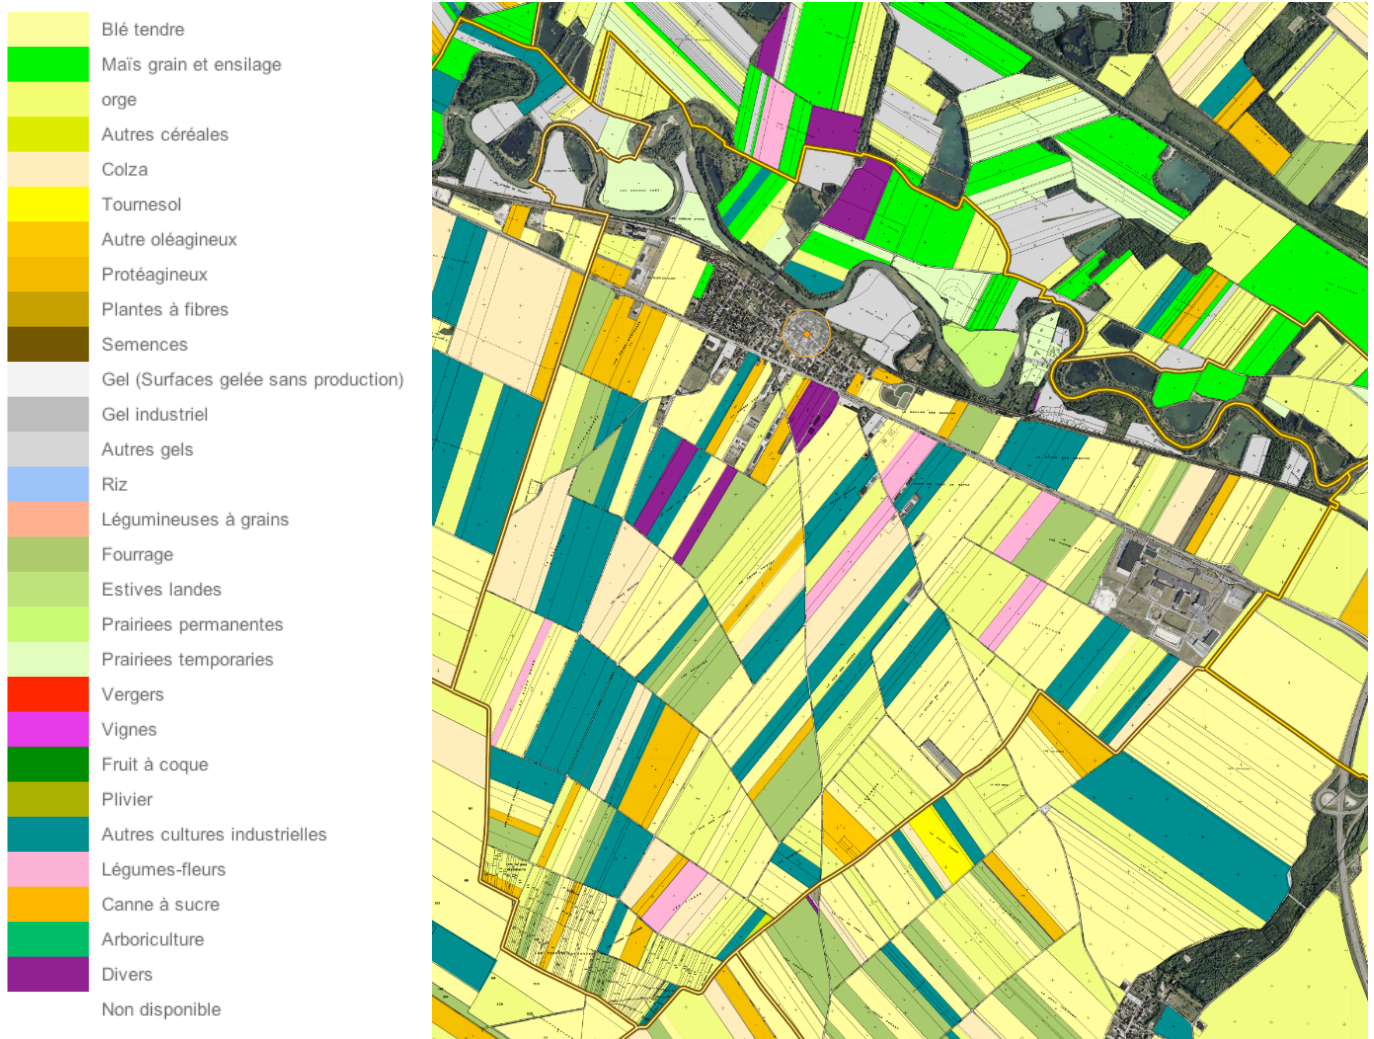 Blé tendre
Maïs grain et ensilage
orge
Autres céréales
Colza
Tournesol
Autre oléagineux
Protéagineux
Plantes à fibres
Semences
Gel (Surfaces gelée sans production)
Gel industriel
Autres gels
Riz
Légumineuses à grains
Fourrage
Estives landes
Prairiees permanentes
Prairiees temporaries
Vergers
Vignes
Fruit à coque
Plivier
Autres cultures industrielles
Légumes-fleurs
Canne à sucre
Arboriculture
Divers
Non disponible